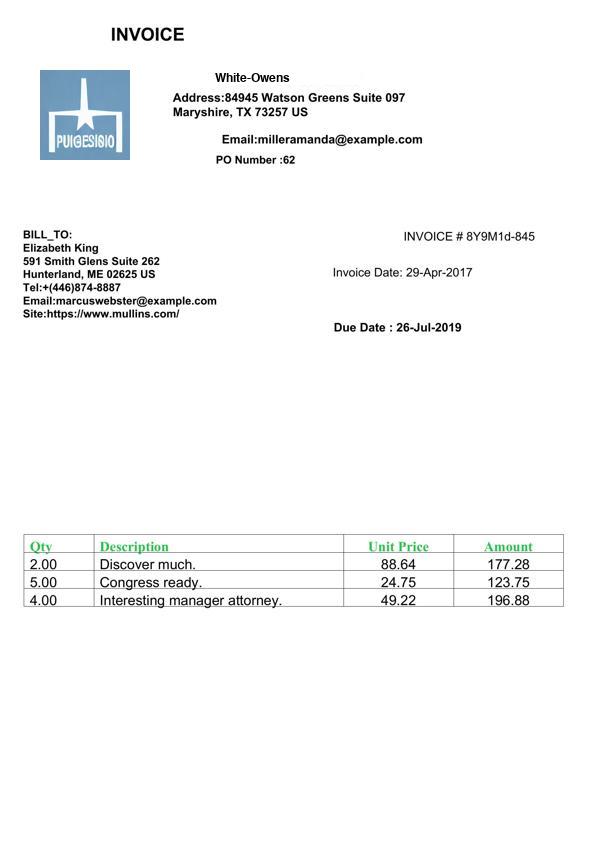 INVOICE
PUIGESISIO
White-Owens
Address:84945 Watson Greens Suite 097
Maryshire, TX 73257 US
Email:milleramanda@example.com
PO Number :62
BILL_TO:
Elizabeth King
591 Smith Glens Suite 262
Hunterland, ME 02625 US
Tel:+(446)874-8887
Email:marcuswebster@example.com
Site:https://www.mullins.com/
INVOICE # 8Y9M1d-845
Invoice Date: 29-Apr-2017
Due Date : 26-Jul-2019
Qty Description Unit Price Amount
2.00 Discover much. 88.64 177.28
5.00 Congress ready. 24.75 123.75
4.00 Interesting manager attorney. 49.22 196.88